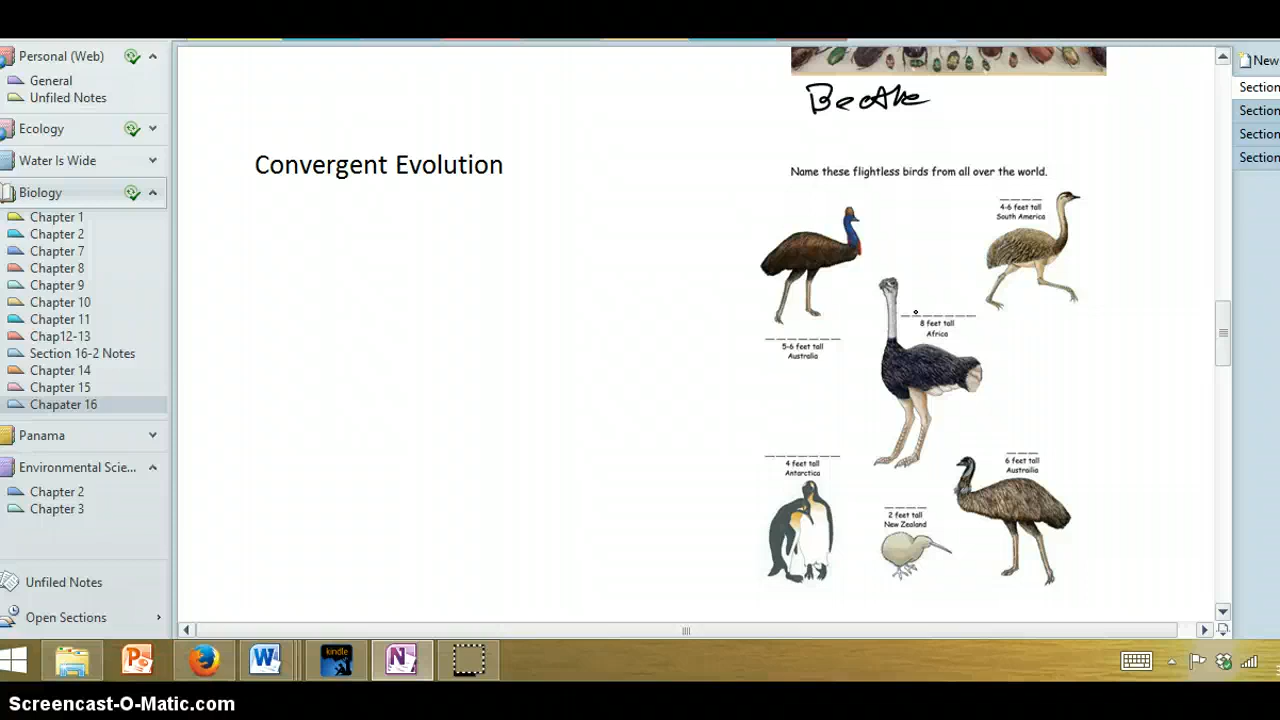 Personal (Web)
General
Unfiled Notes
Ecology
Water Is Wide
Biology
Chapter 1
Chapter 2
Chapter 7
Chapter 8
Chapter 9
Chapter 10
Chapter 11
Chap12-13
Section 16-2 Notes
Chapter 14
Chapter 15
Chapater 16
Panama
Environmental Scie...
Chapter 2
Chapter 3
Unfiled Notes
Open Sections
Beatle
Convergent Evolution
Name these flightless birds from all over the world.
4-6 feet tall
South America
8 feet tall
Africa
5-6 feet tall
Australia
4 feet tall
Antarctica
6 feet tall
Austrailia
2 feet tall
New Zealand
New
Section
Section
Section
Section
kindle
Screencast-O-Matic.com